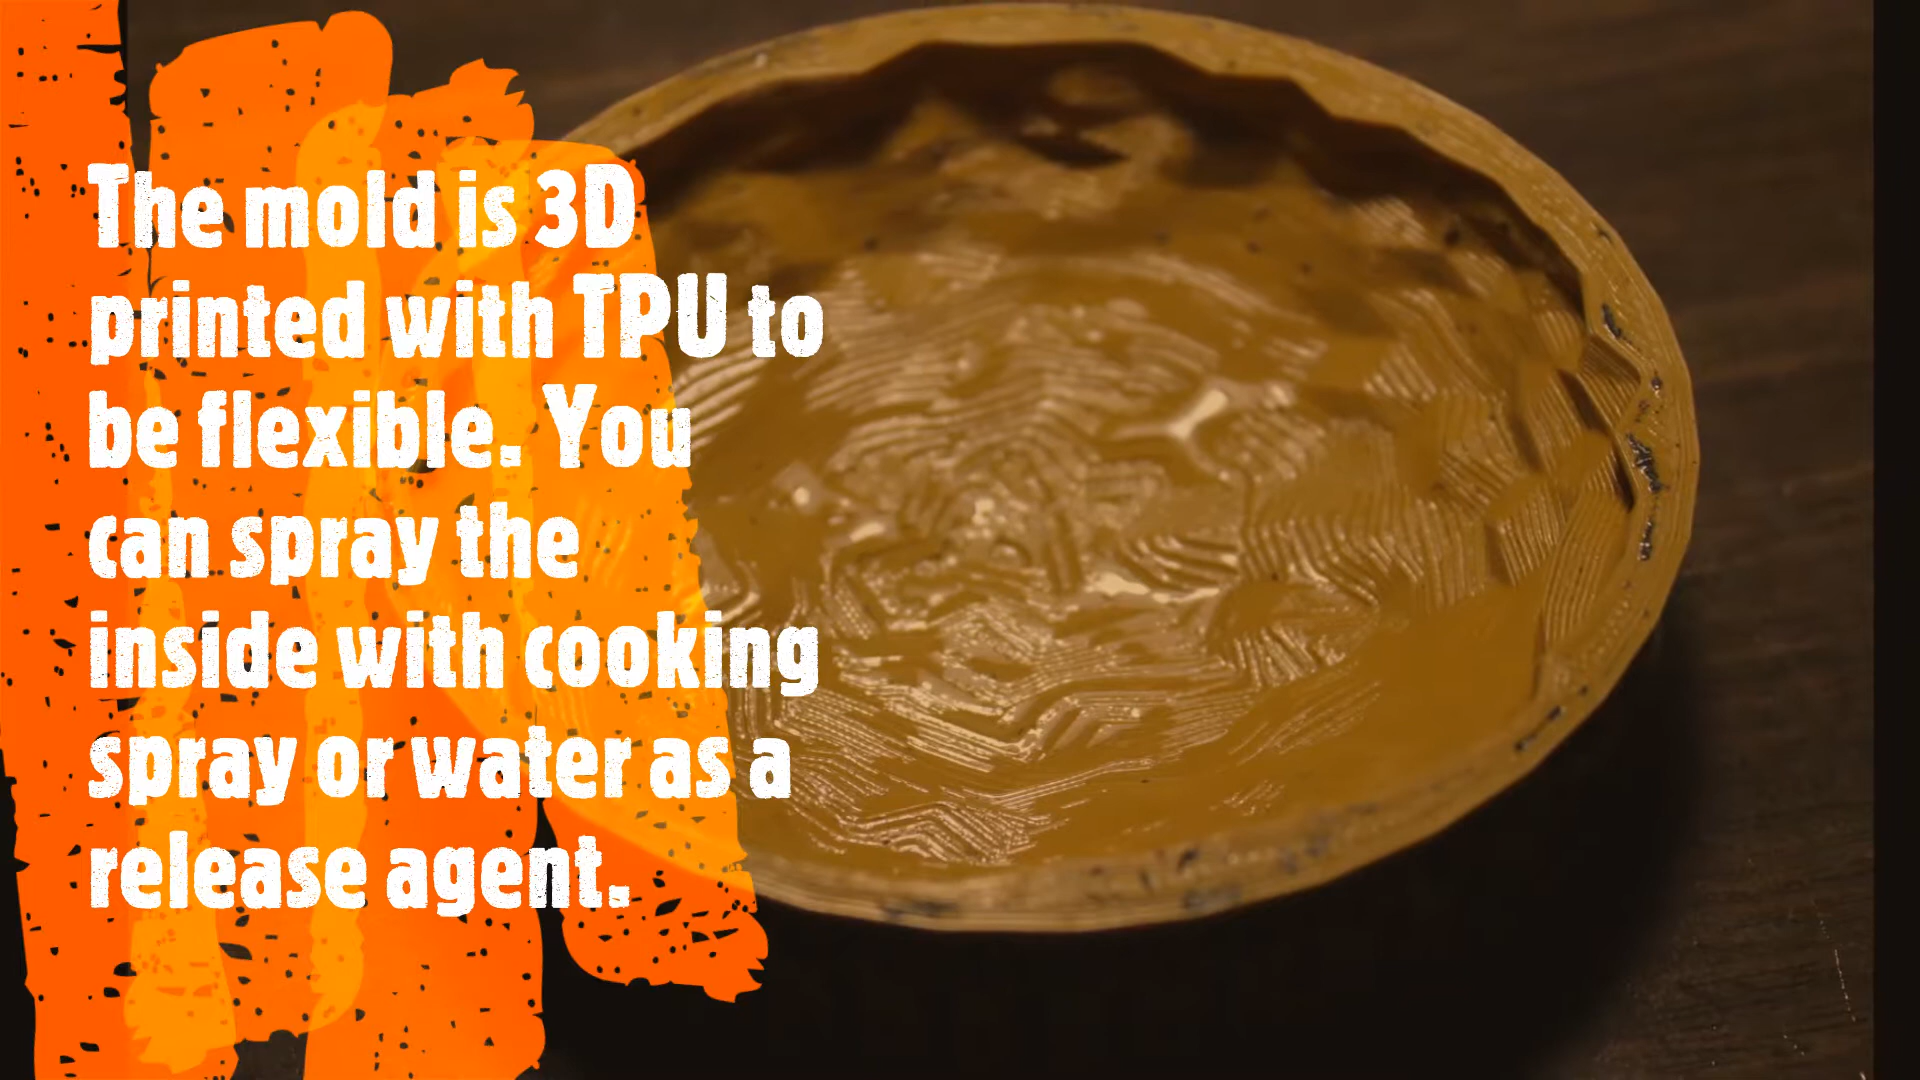 The mold is 3D
printed with TPU to
be flexible. You
can spray the
inside with cooking
spray or water as a
release agent.